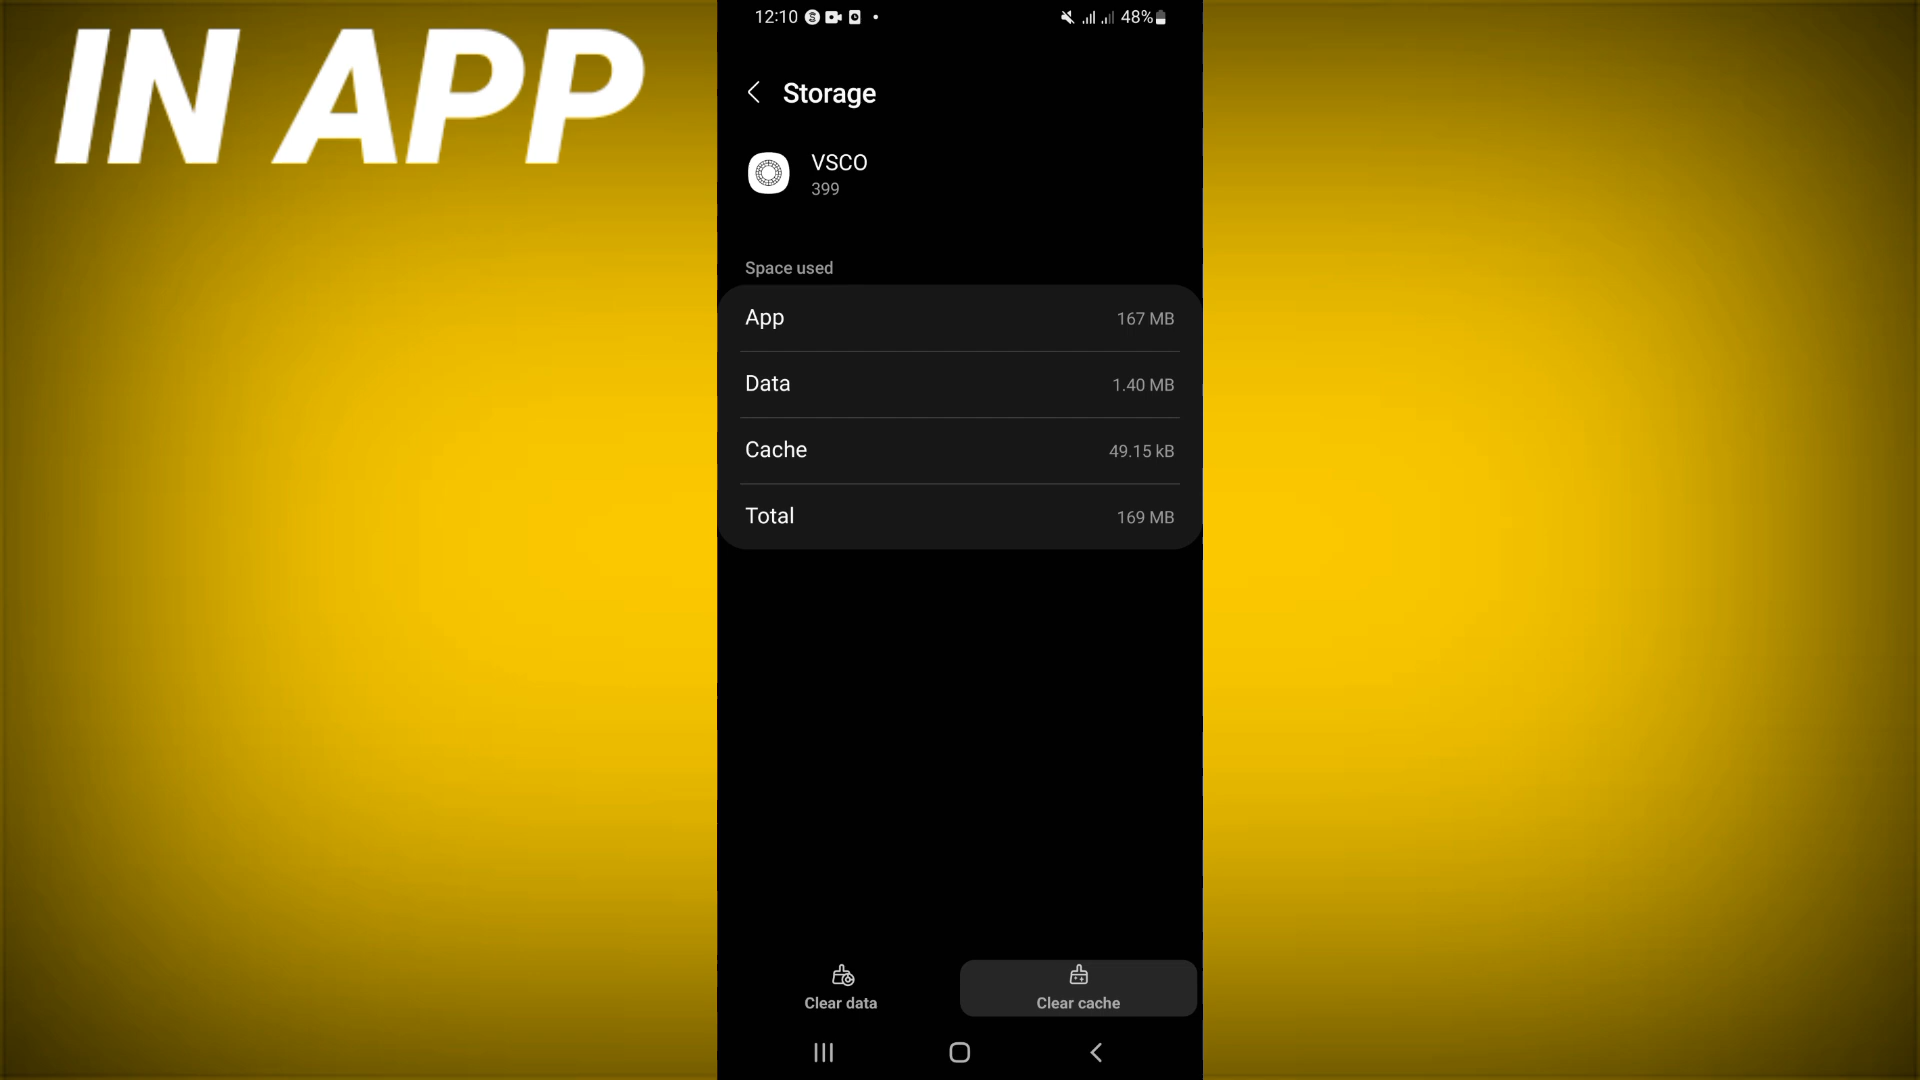 IN APP
12:10 48%
Storage
VSCO
399
Space used
App 167 MB
Data 1.40 MB
Cache 49.15 kB
Total 169 MB
Clear data Clear cache